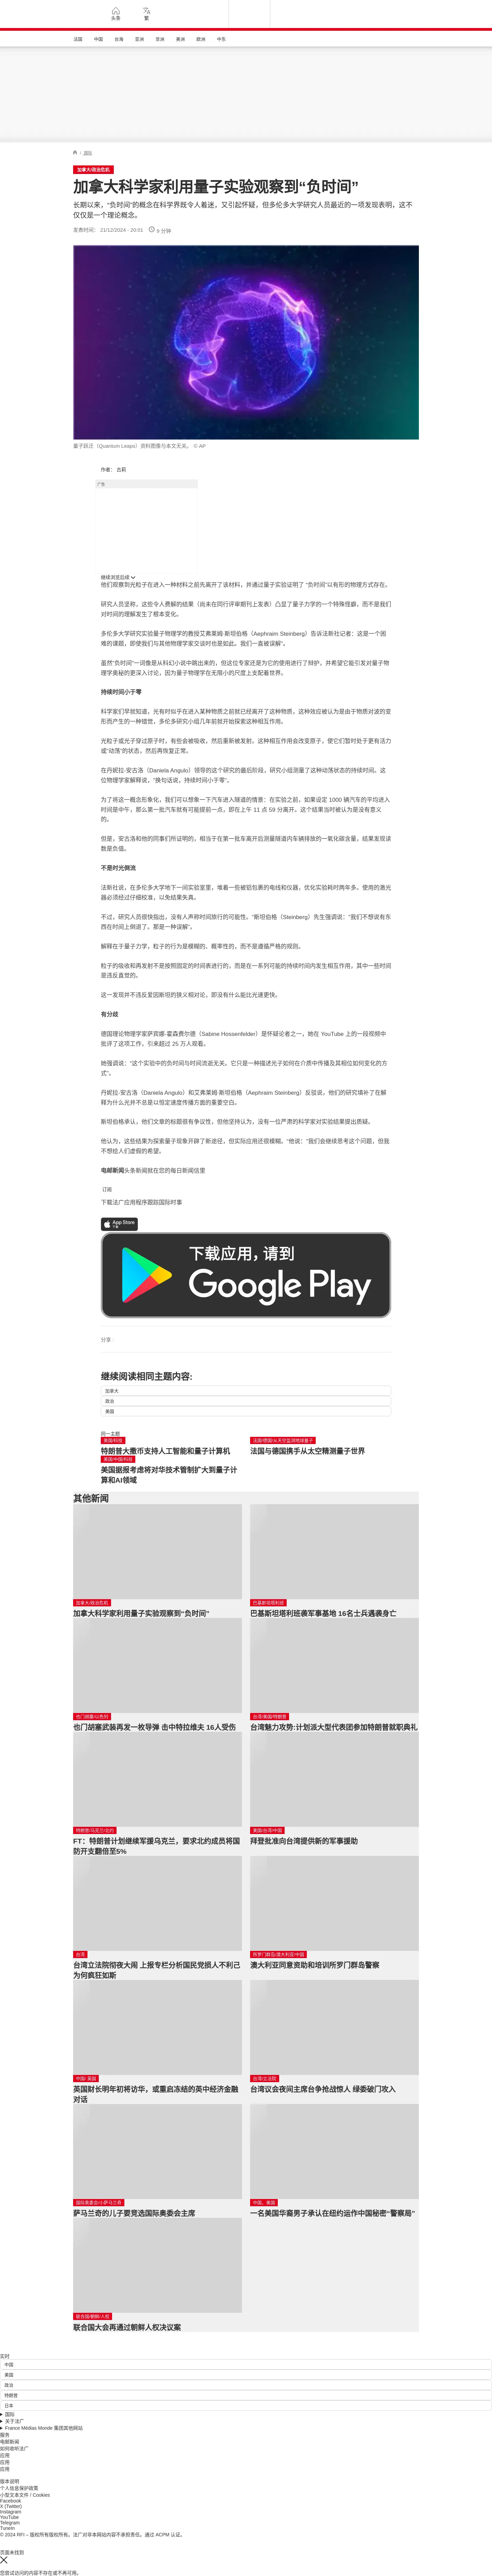 头条
繁
法国
中国
台海
亚洲
非洲
美洲
欧洲
中东
/ 国际
加拿大/政治危机
加拿大科学家利用量子实验观察到“负时间”
长期以来，“负时间”的概念在科学界既令人着迷，又引起怀疑，但多伦多大学研究人员最近的一项发现表明，这不
仅仅是一个理论概念。
发表时间： 21/12/2024 - 20:01 9 分钟
量子跃迁（Quantum Leaps）资料图像与本文无关。 © AP
作者： 古莉
广告
继续浏览后续
他们观察到光粒子在进入一种材料之前先离开了该材料，并通过量子实验证明了 “负时间”以有形的物理方式存在。
研究人员坚称，这些令人费解的结果（尚未在同行评审期刊上发表）凸显了量子力学的一个特殊怪癖，而不是我们
对时间的理解发生了根本变化。
多伦多大学研究实验量子物理学的教授艾弗莱姆·斯坦伯格（Aephraim Steinberg）告诉法新社记者：这是一个困
难的课题，即使我们与其他物理学家交谈时也是如此。我们一直被误解”。
虽然“负时间”一词像是从科幻小说中跳出来的，但这位专家还是为它的使用进行了辩护，并希望它能引发对量子物
理学奥秘的更深入讨论，因为量子物理学在无限小的尺度上支配着世界。
持续时间小于零
科学家们早就知道，光有时似乎在进入某种物质之前就已经离开了这种物质，这种效应被认为是由于物质对波的变
形而产生的一种错觉，多伦多研究小组几年前就开始探索这种相互作用。
光粒子或光子穿过原子时，有些会被吸收，然后重新被发射。这种相互作用会改变原子，使它们暂时处于更有活力
或“动荡”的状态，然后再恢复正常。
在丹妮拉-安古洛（Daniela Angulo）领导的这个研究的最后阶段，研究小组测量了这种动荡状态的持续时间。这
位物理学家解释说，“换句话说，持续时间小于零”。
为了将这一概念形象化，我们可以想象一下汽车进入隧道的情景：在实验之前，如果设定 1000 辆汽车的平均进入
时间是中午，那么第一批汽车就有可能提前一点，即在上午 11 点 59 分离开。这个结果当时被认为是没有意义
的。
但是，安古洛和他的同事们所证明的，相当于在第一批车离开后测量隧道内车辆排放的一氧化碳含量，结果发现读
数是负值。
不是时光倒流
法新社说，在多伦多大学地下一间实验室里，堆着一些被铝包裹的电线和仪器，优化实验耗时两年多。使用的激光
器必须经过仔细校准，以免结果失真。
不过，研究人员很快指出，没有人声称时间旅行的可能性。“斯坦伯格（Steinberg）先生强调说：“我们不想说有东
西在时间上倒退了。那是一种误解”。
解释在于量子力学，粒子的行为是模糊的、概率性的，而不是遵循严格的规则。
粒子的吸收和再发射不是按照固定的时间表进行的，而是在一系列可能的持续时间内发生相互作用，其中一些时间
是违反直觉的。
这一发现并不违反爱因斯坦的狭义相对论，即没有什么能比光速更快。
有分歧
德国理论物理学家萨宾娜-霍森费尔德（Sabine Hossenfelder）是怀疑论者之一，她在 YouTube 上的一段视频中
批评了这项工作，引来超过 25 万人观看。
她强调说：“这个实验中的负时间与时间流逝无关。它只是一种描述光子如何在介质中传播及其相位如何变化的方
式”。
丹妮拉-安古洛（Daniela Angulo）和艾弗莱姆·斯坦伯格（Aephraim Steinberg）反驳说，他们的研究填补了在解
释为什么光并不总是以恒定速度传播方面的重要空白。
斯坦伯格承认，他们文章的标题很有争议性，但他坚持认为，没有一位严肃的科学家对实验结果提出质疑。
他认为，这些结果为探索量子现象开辟了新途径，但实际应用还很模糊。“他说：“我们会继续思考这个问题，但我
不想给人们虚假的希望。
电邮新闻头条新闻就在您的每日新闻信里
订阅
下载法广应用程序跟踪国际时事
App Store
下载
下载应用，请到
Google Play
分享 :
继续阅读相同主题内容:
加拿大
政治
美国
同一主题
美国/科技
特朗普大撒币支持人工智能和量子计算机
法国/德国/从天空监测地球量子
法国与德国携手从太空精测量子世界
美国/中国/科技
美国据报考虑将对华技术管制扩大到量子计
算和AI领域
其他新闻
加拿大/政治危机
加拿大科学家利用量子实验观察到“负时间”
巴基斯坦塔利班
巴基斯坦塔利班袭军事基地 16名士兵遇袭身亡
也门胡塞/以色列
也门胡塞武装再发一枚导弹 击中特拉维夫 16人受伤
台湾/美国/特朗普
台湾魅力攻势:计划派大型代表团参加特朗普就职典礼
特朗普/乌克兰/北约
FT：特朗普计划继续军援乌克兰，要求北约成员将国
防开支翻倍至5%
美国/台湾/中国
拜登批准向台湾提供新的军事援助
台湾
台湾立法院彻夜大闹 上报专栏分析国民党损人不利己
为何疯狂如斯
所罗门群岛/澳大利亚/中国
澳大利亚同意资助和培训所罗门群岛警察
中国/ 英国
英国财长明年初将访华，或重启冻结的英中经济金融
对话
台湾/立法院
台湾议会夜间主席台争抢战惊人 绿委破门攻入
国际奥委会/小萨马兰奇
萨马兰奇的儿子要竞选国际奥委会主席
中国、美国
一名美国华裔男子承认在纽约运作中国秘密“警察局”
联合国/朝鲜/人权
联合国大会再通过朝鲜人权决议案
实时
中国
美国
政治
特朗普
日本
国际
关于法广
France Médias Monde 集团其他网站
服务
电邮新闻
如何收听法广
应用
应用
应用
版本说明
个人信息保护政策
小型文本文件 / Cookies
Facebook
X (Twitter)
Instagram
YouTube
Telegram
TuneIn
© 2024 RFI – 版权所有版权所有。法广对非本网站内容不承担责任。通过 ACPM 认证。
页面未找到
您尝试访问的内容不存在或不再可用。